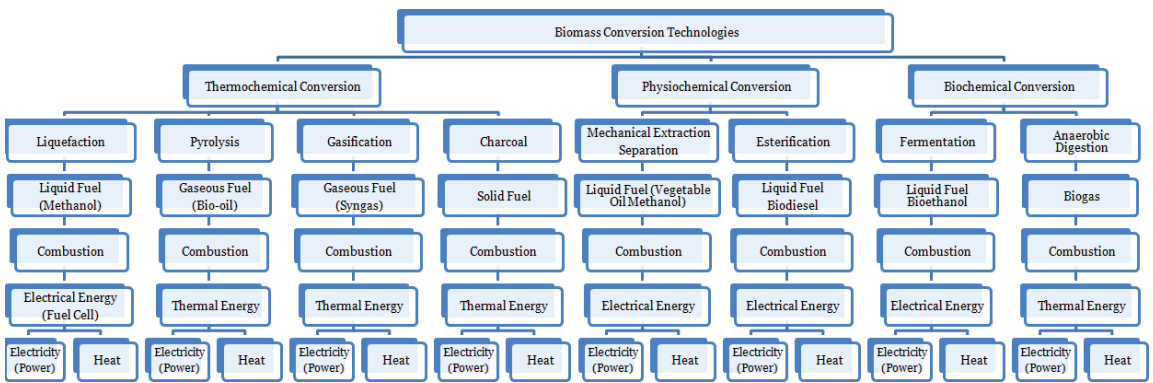 Biomass Conversion Technologies
Thermochemical Conversion
Physiochemical Conversion
Biochemical Conversion
Liquefaction
Pyrolysis
Gasification
Charcoal
Mechanical Extraction
Separation
Esterification
Fermentation
Anaerobic
Digestion
Liquid Fuel
(Methanol)
Gaseous Fuel
(Bio-oil)
Gaseous Fuel
(Syngas)
Solid Fuel
Liquid Fuel (Vegetable
Oil Methanol)
Liquid Fuel
Biodiesel
Liquid Fuel
Bioethanol
Biogas
Combustion
Combustion
Combustion
Combustion
Combustion
Combustion
Combustion
Combustion
Electrical Energy
(Fuel Cell)
Thermal Energy
Thermal Energy
Thermal Energy
Electrical Energy
Electrical Energy
Electrical Energy
Thermal Energy
Electricity
(Power)
Heat
Electricity
(Power)
Heat
Electricity
(Power)
Heat
Electricity
(Power)
Heat
Electricity
(Power)
Heat
Electricity
(Power)
Heat
Electricity
(Power)
Heat
Electricity
(Power)
Heat